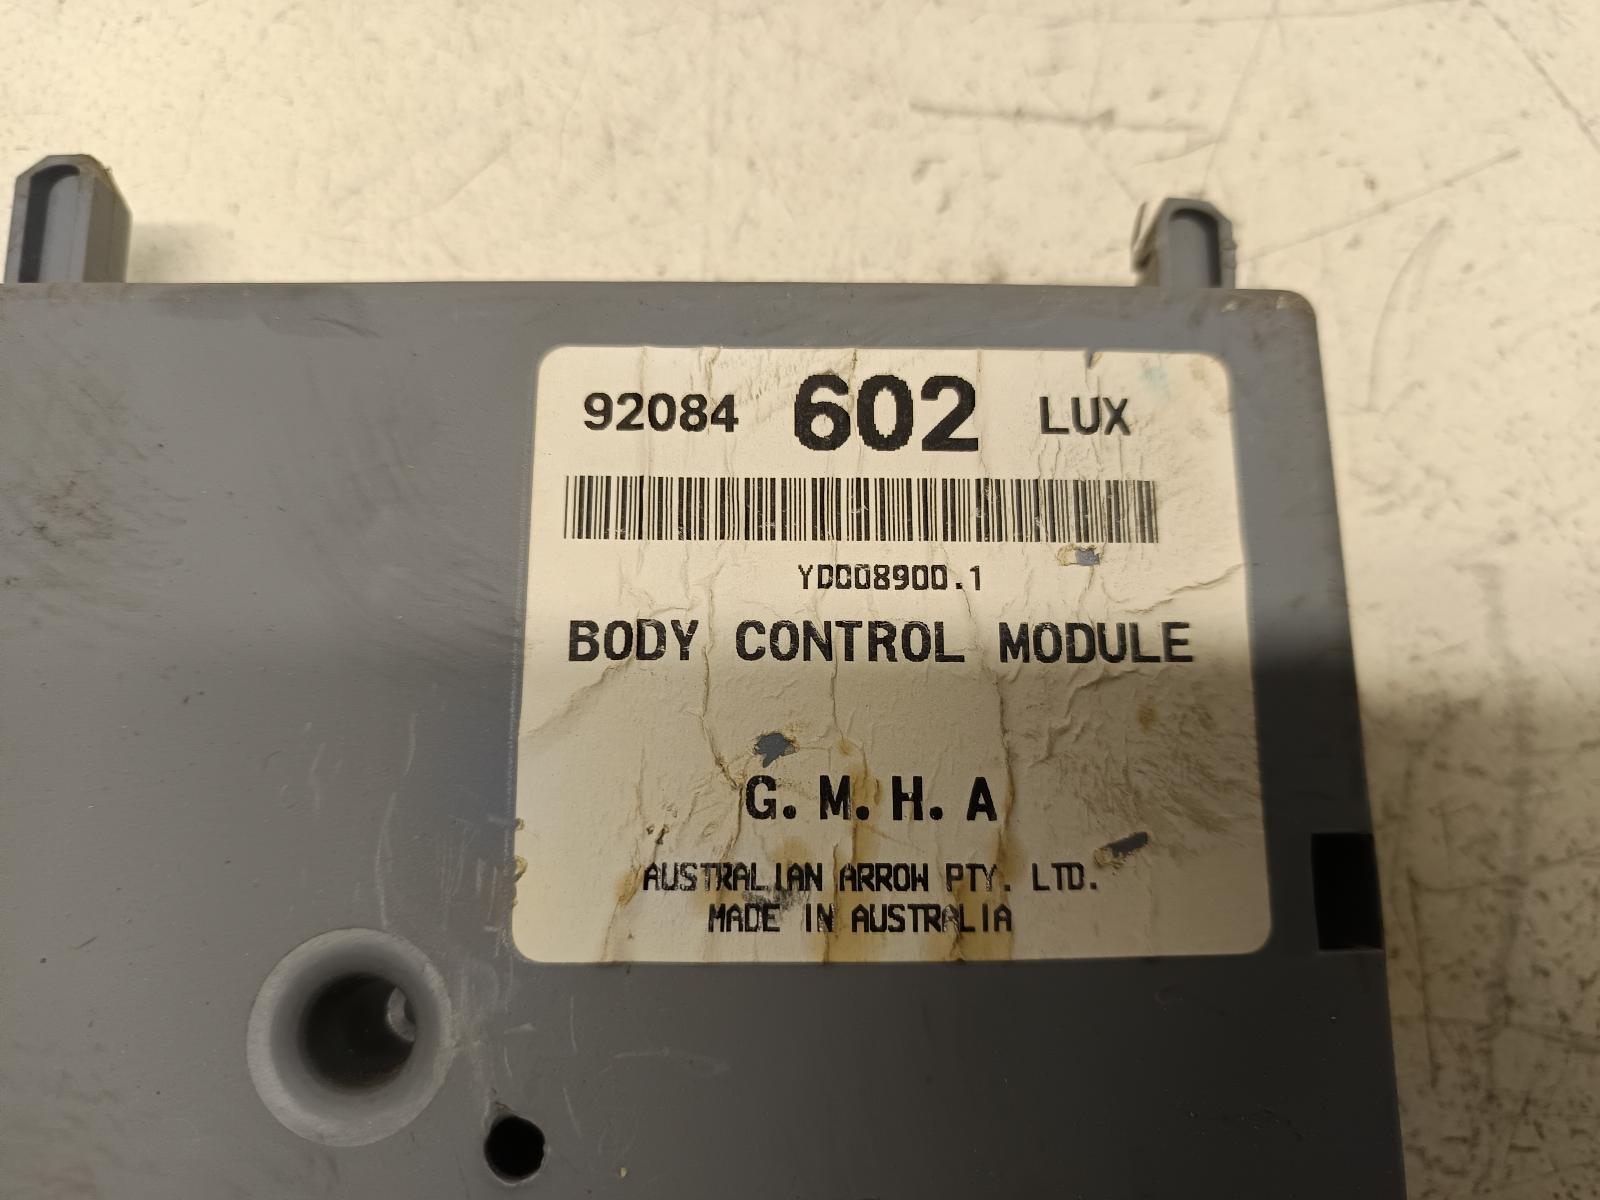 92084 602 LUX
YD008900.1
BODY CONTROL MODULE
G. M. H. A
AUSTRALIAN ARROW PTY. LTD.
MADE IN AUSTRALIA